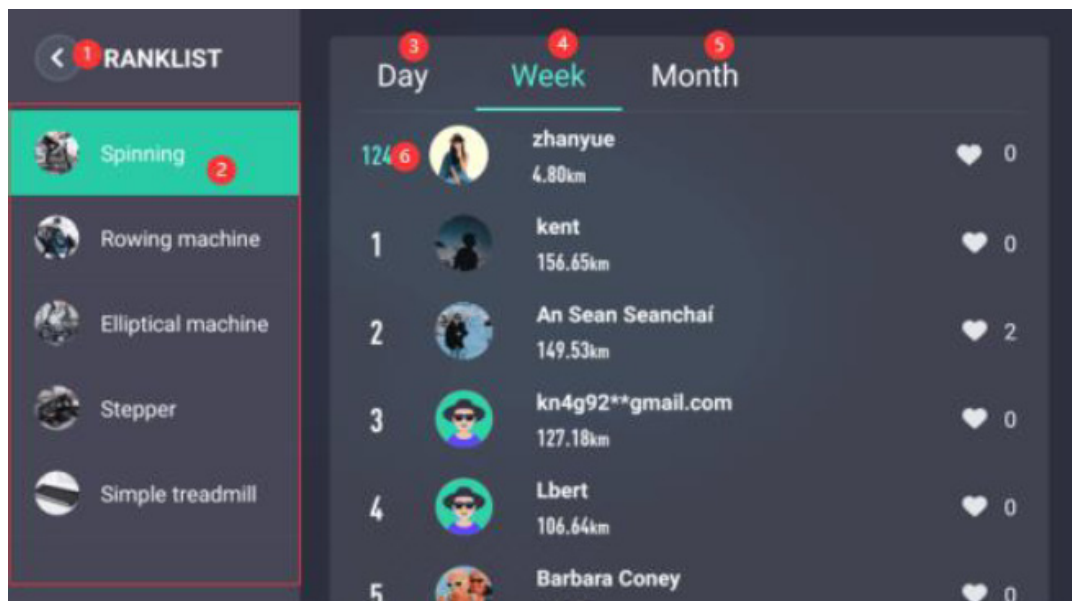 1 RANKLIST
Spinning
2
Rowing machine
Elliptical machine
Stepper
Simple treadmill
3 4 5
Day Week Month
124 6 zhanyue 0
4.80km
1 kent 0
156.65km
2 An Sean Seanchaí 2
149.53km
3 kn4g92**gmail.com 0
127.18km
4 Lbert 0
106.64km
5 Barbara Coney 0